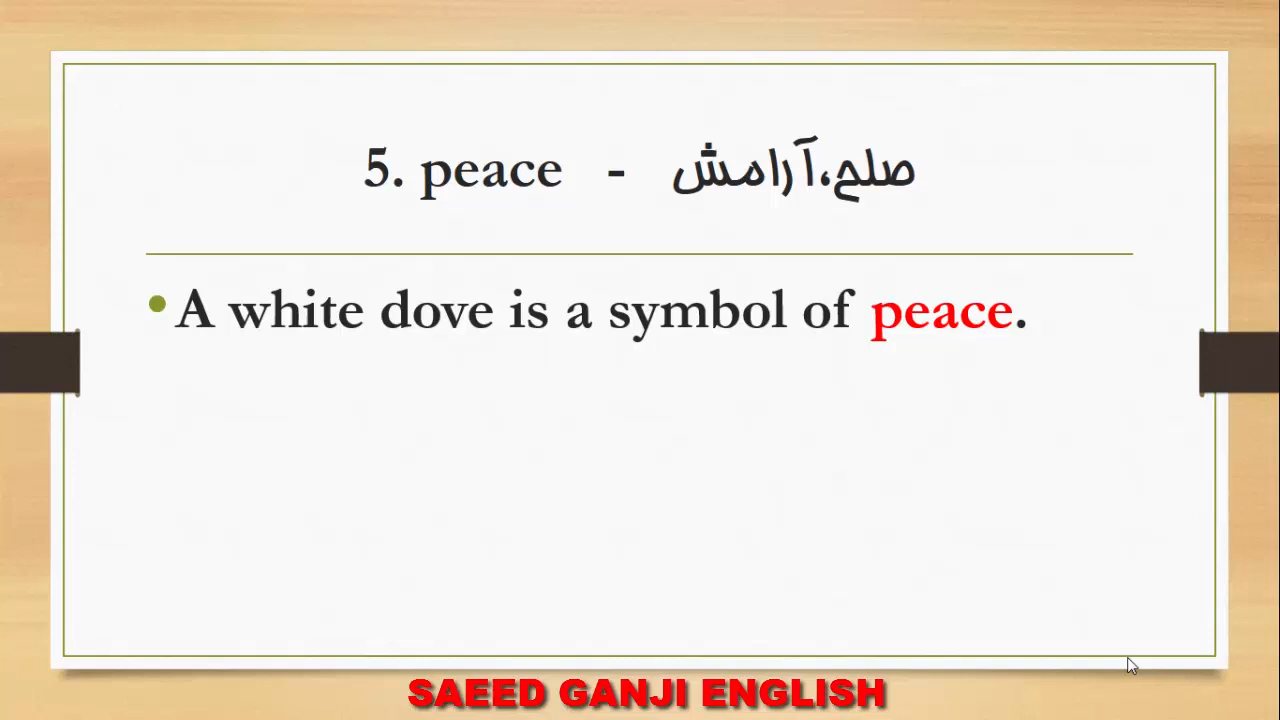 5. peace - صلح،آرامش
• A white dove is a symbol of peace.
SAEED GANJI ENGLISH